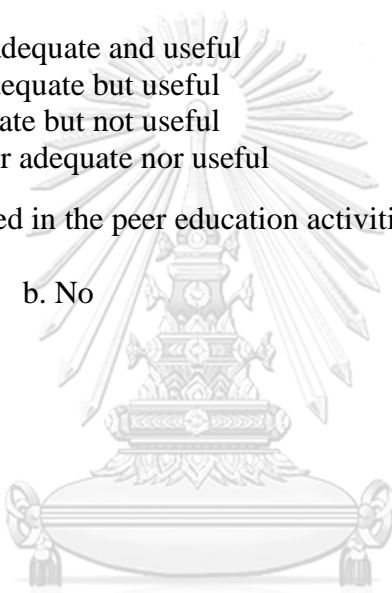 dequate and useful
equate but useful
ate but not useful
r adequate nor useful
ed in the peer education activiti
b. No